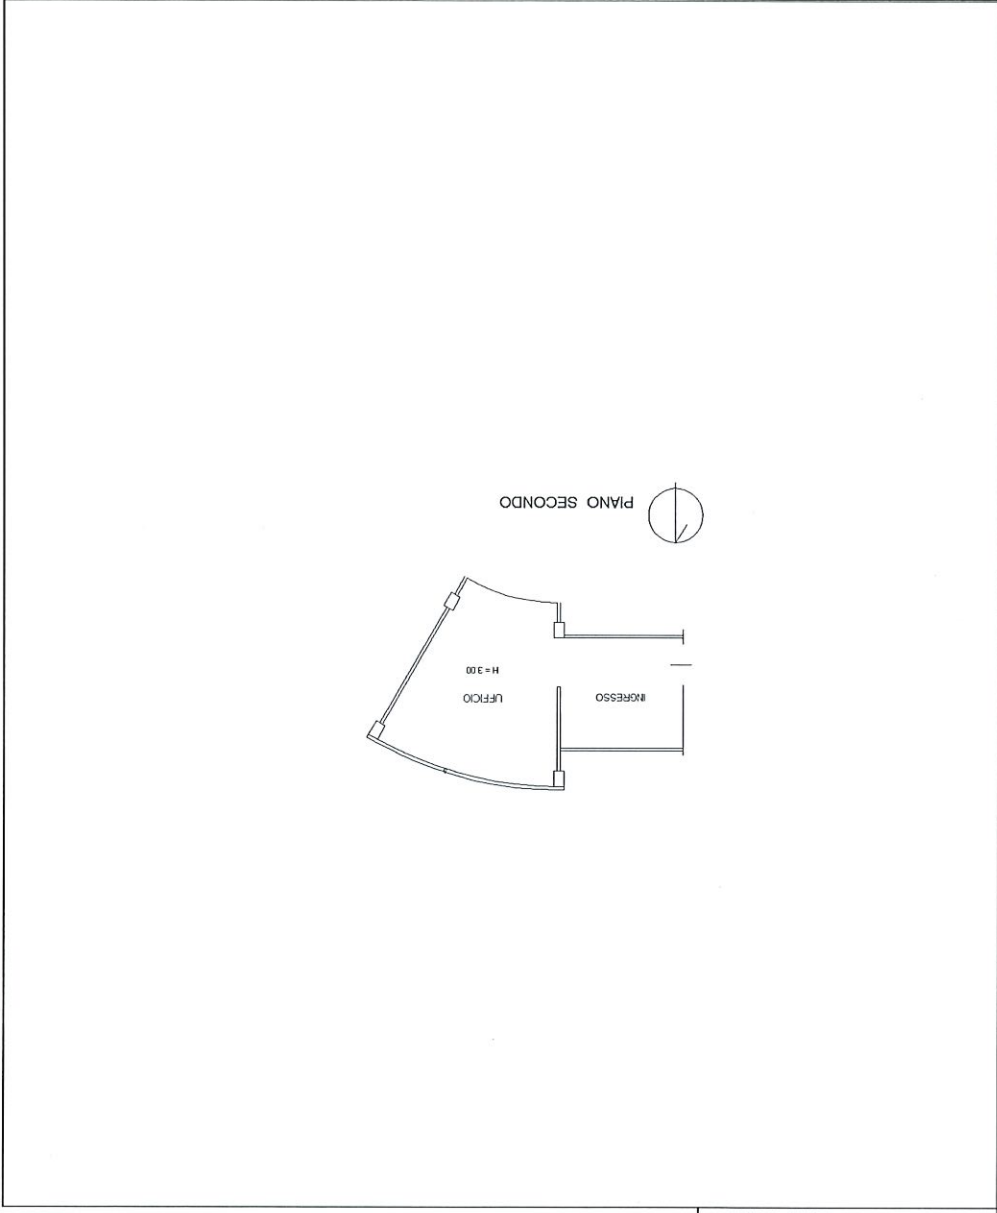 INGRESSO
UFFICIO
H = 3.00
PIANO SECONDO